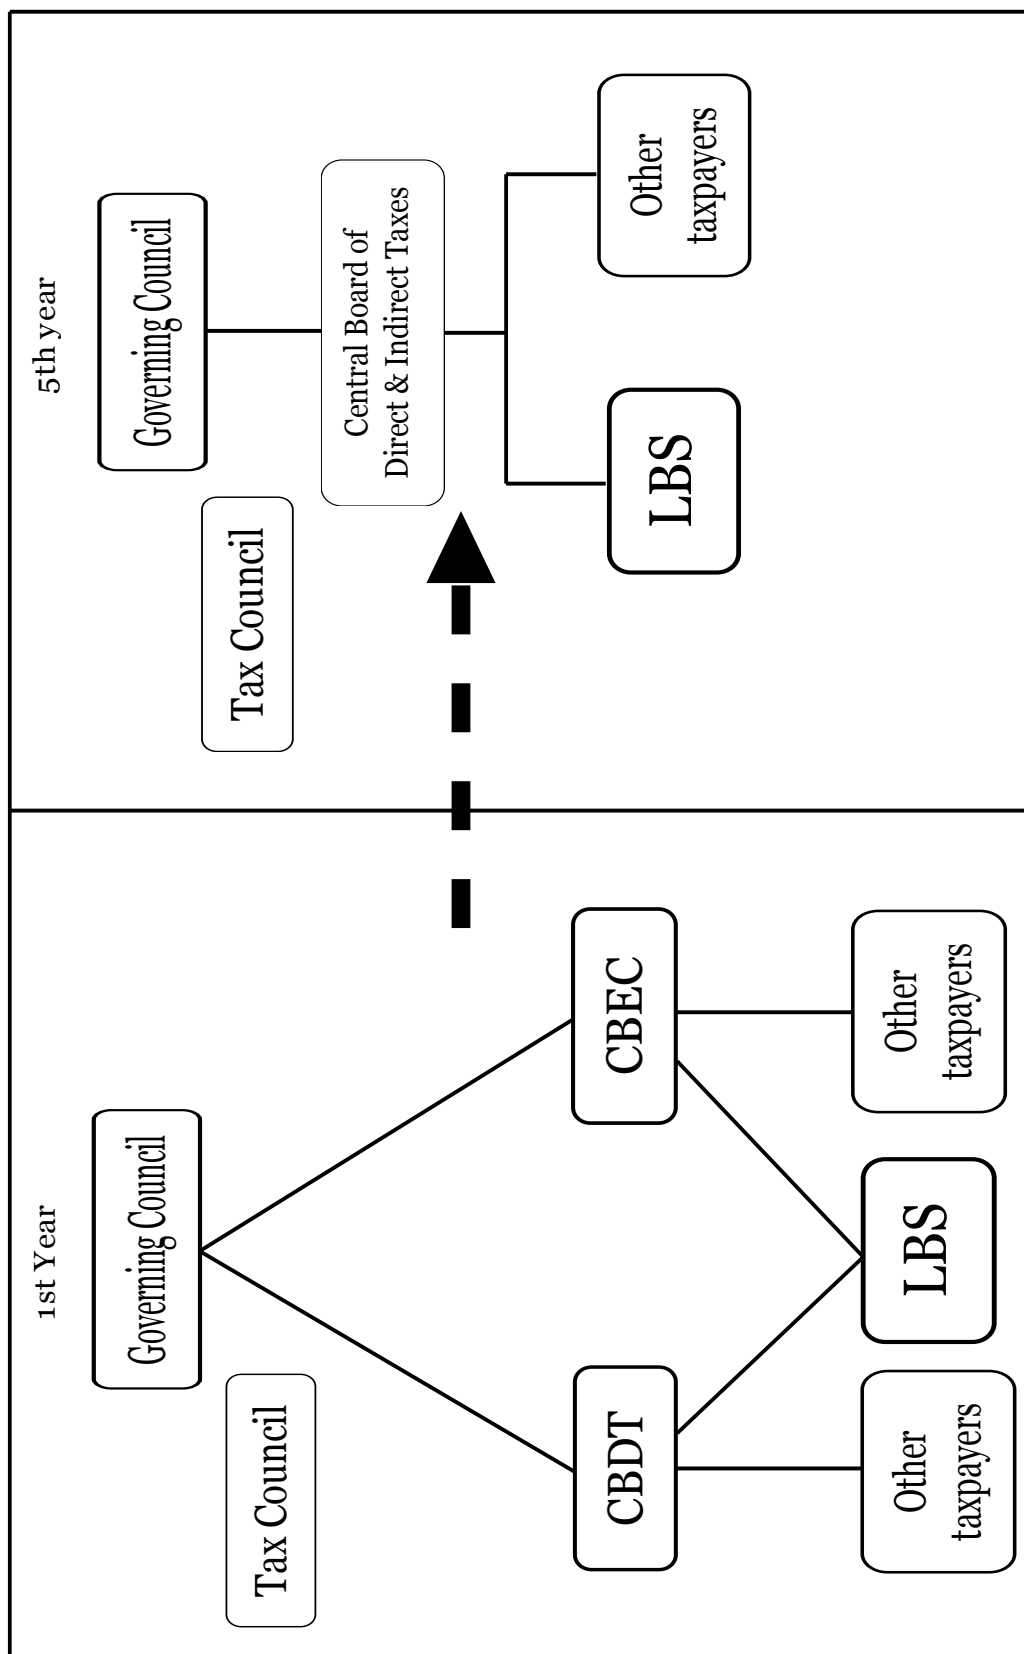 1st Year
Governing Council
Tax Council
CBDT
CBEC
Other
taxpayers
LBS
Other
taxpayers
5th year
Governing Council
Tax Council
Central Board of
Direct & Indirect Taxes
LBS
Other
taxpayers